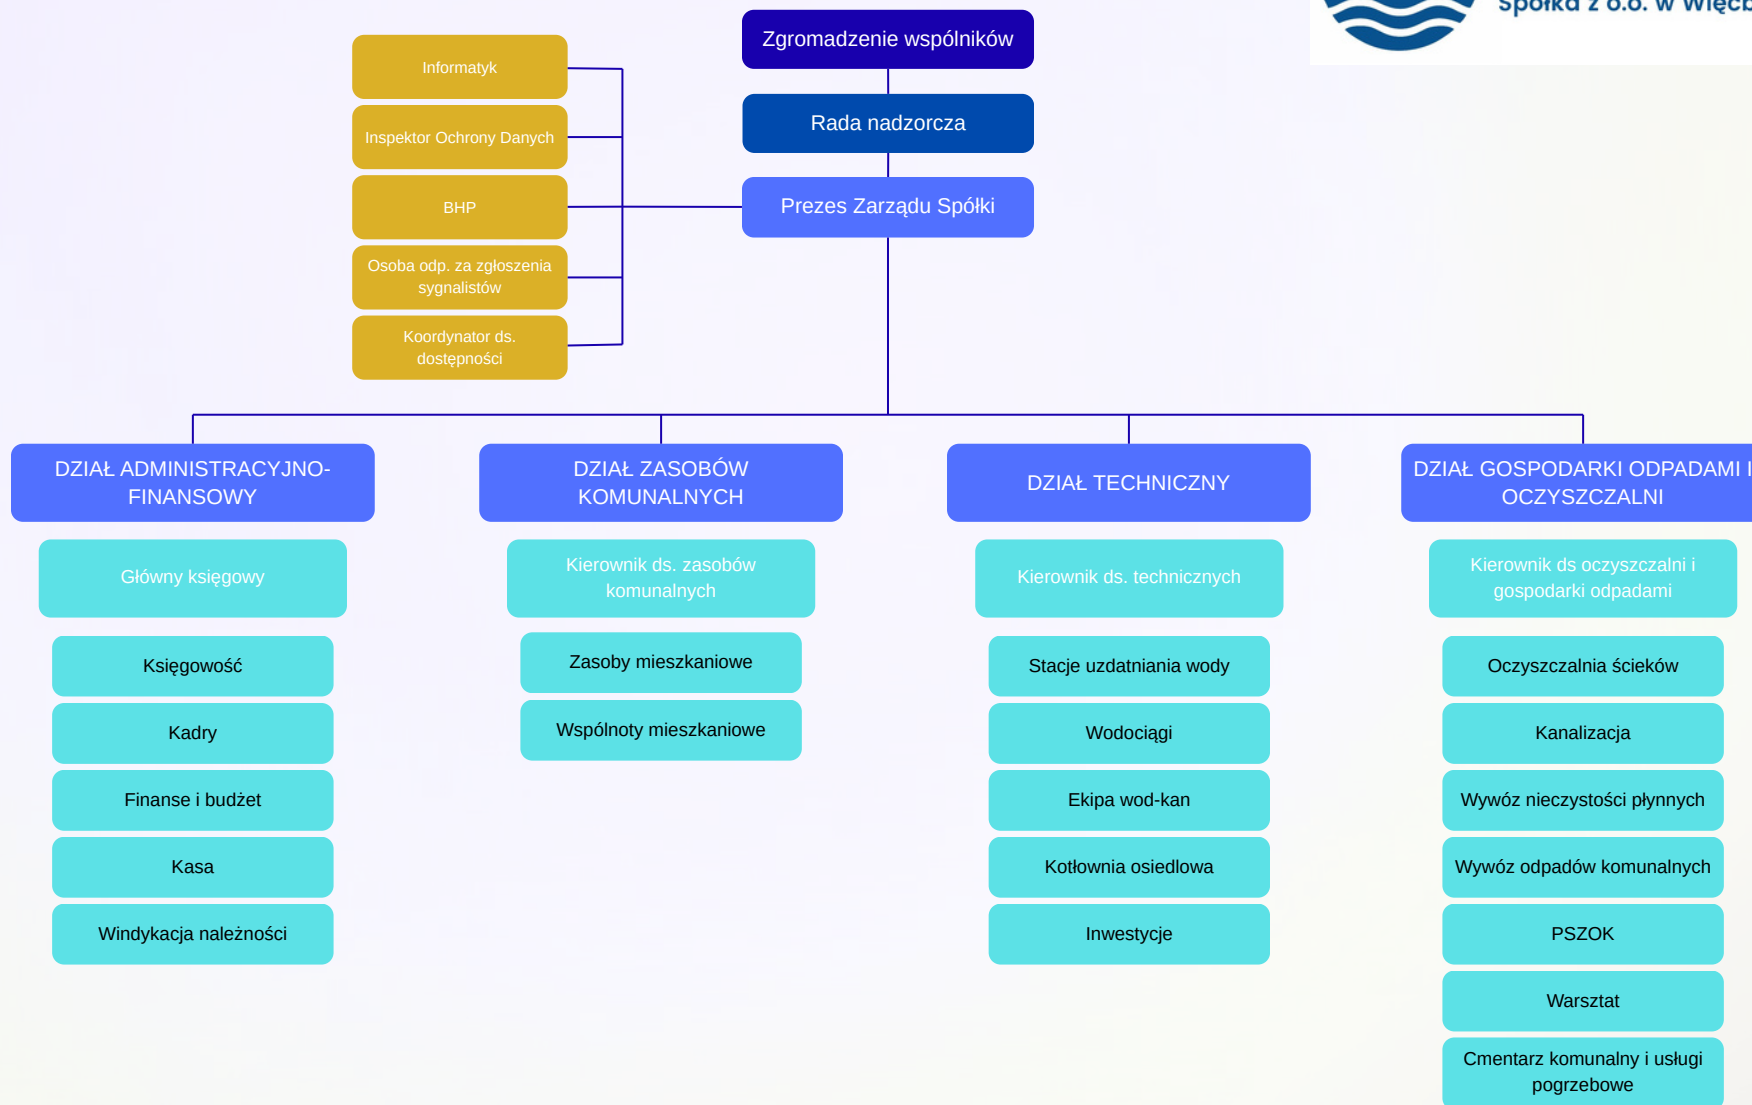 Spółka z o.o. w
Zgromadzenie wspólników
Rada nadzorcza
Prezes Zarządu Spółki
Informatyk
Inspektor Ochrony Danych
BHP
Osoba odp. za zgłoszenia
sygnalistów
Koordynator ds.
dostępności
DZIAŁ ADMINISTRACYJNO-
FINANSOWY
Główny księgowy
Księgowość
Kadry
Finanse i budżet
Kasa
Windykacja należności
DZIAŁ ZASOBÓW
KOMUNALNYCH
Kierownik ds. zasobów
komunalnych
Zasoby mieszkaniowe
Wspólnoty mieszkaniowe
DZIAŁ TECHNICZNY
Kierownik ds. technicznych
Stacje uzdatniania wody
Wodociągi
Ekipa wod-kan
Kotłownia osiedlowa
Inwestycje
DZIAŁ GOSPODARKI ODPADAMI I
OCZYSZCZALNI
Kierownik ds oczyszczalni i
gospodarki odpadami
Oczyszczalnia ścieków
Kanalizacja
Wywóz nieczystości płynnych
Wywóz odpadów komunalnych
PSZOK
Warsztat
Cmentarz komunalny i usługi
pogrzebowe